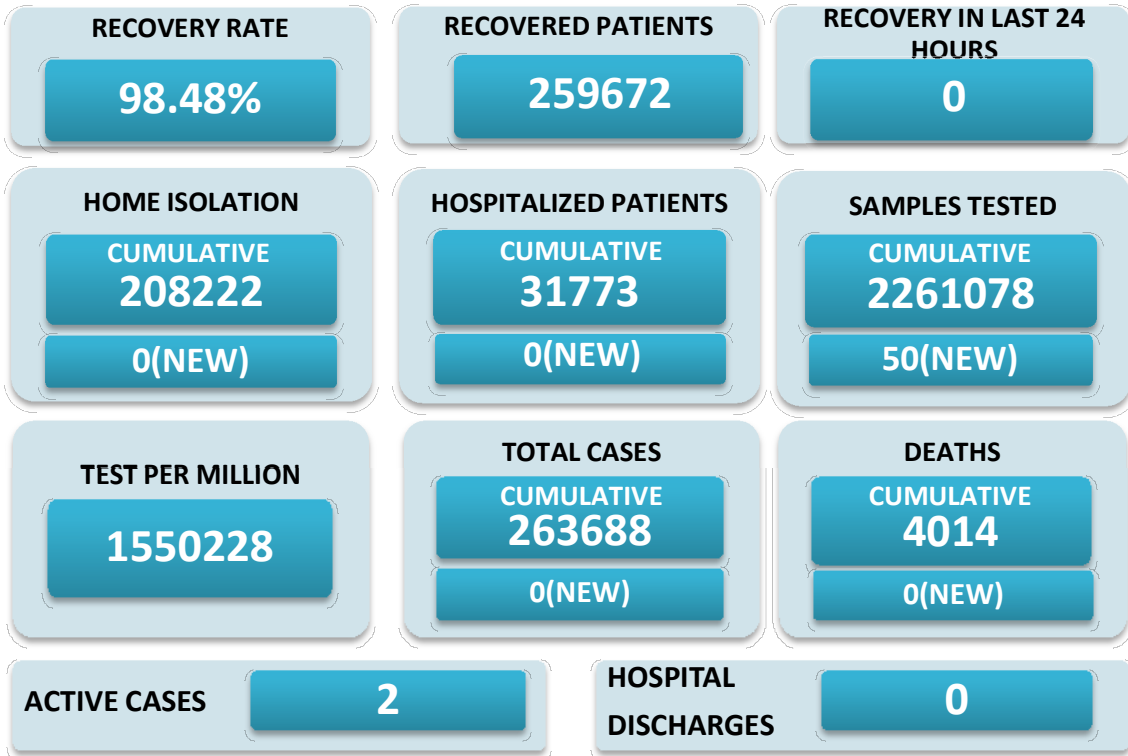 RECOVERY RATE
98.48%
RECOVERED PATIENTS
259672
RECOVERY IN LAST 24
HOURS
0
HOME ISOLATION
CUMULATIVE
208222
0(NEW)
HOSPITALIZED PATIENTS
CUMULATIVE
31773
0(NEW)
SAMPLES TESTED
CUMULATIVE
2261078
50(NEW)
TEST PER MILLION
1550228
TOTAL CASES
CUMULATIVE
263688
0(NEW)
DEATHS
CUMULATIVE
4014
0(NEW)
ACTIVE CASES
2
HOSPITAL
DISCHARGES
0